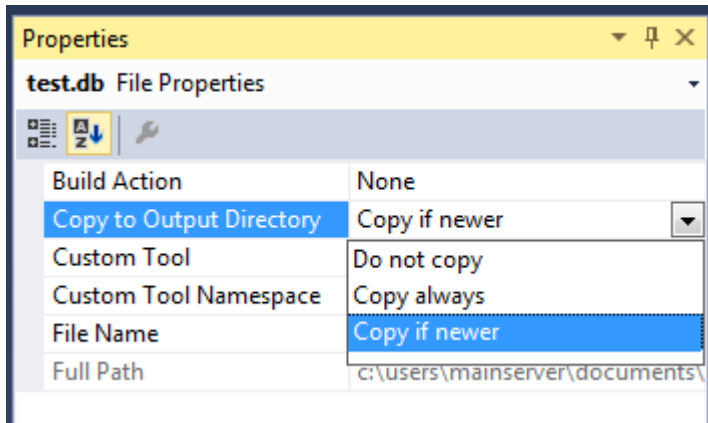 Properties
test.db File Properties
Build Action None
Copy to Output Directory Copy if newer
Custom Tool Do not copy
Custom Tool Namespace Copy always
File Name Copy if newer
Full Path c:\users\mainserver\documents\